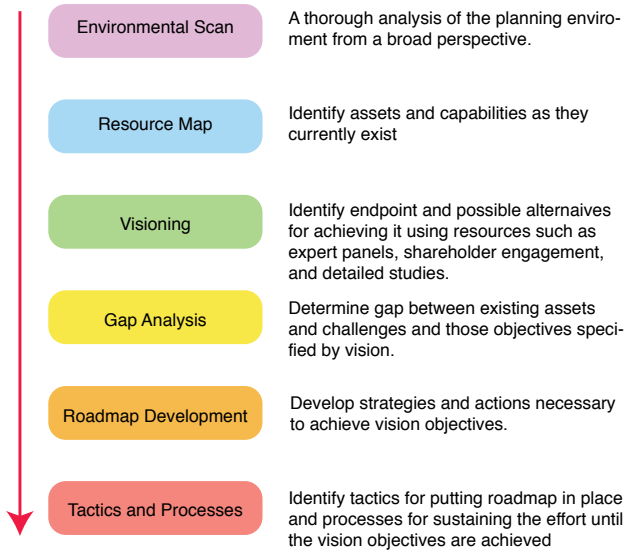 Environmental Scan
A thorough analysis of the planning enviro-
ment from a broad perspective.
Resource Map
Identify assets and capabilities as they
currently exist
Visioning
Identify endpoint and possible alternaives
for achieving it using resources such as
expert panels, shareholder engagement,
and detailed studies.
Gap Analysis
Determine gap between existing assets
and challenges and those objectives speci-
fied by vision.
Roadmap Development
Develop strategies and actions necessary
to achieve vision objectives.
Tactics and Processes
Identify tactics for putting roadmap in place
and processes for sustaining the effort until
the vision objectives are achieved